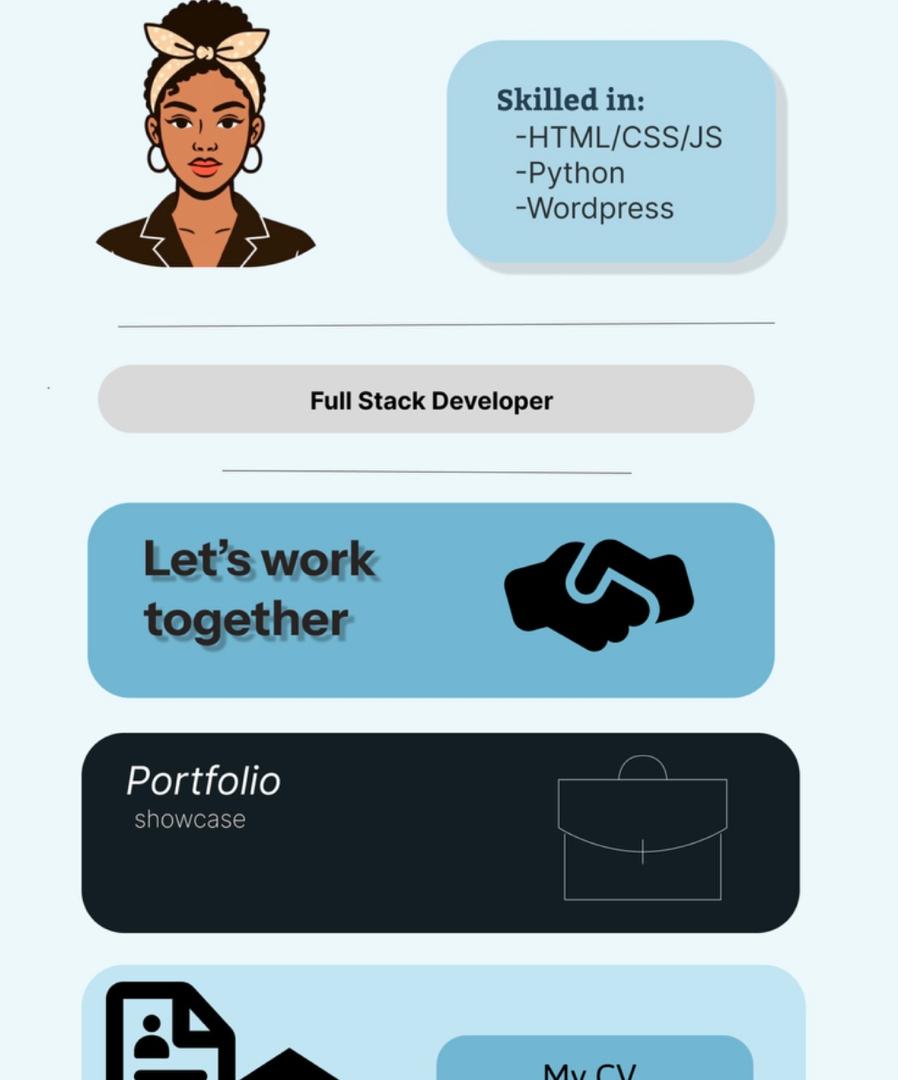 Skilled in:
-HTML/CSS/JS
-Python
-Wordpress
Full Stack Developer
Let’s work
together
Portfolio
showcase
My CV